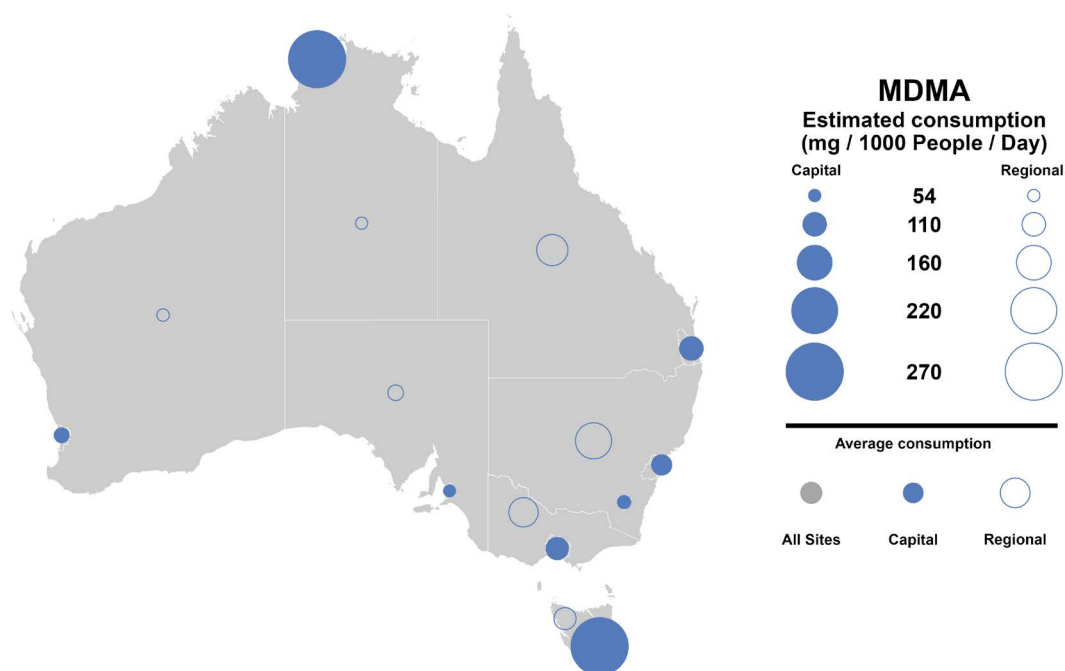 MDMA
Estimated consumption
(mg / 1000 People / Day)
Capital
Regional
54
110
160
220
270
Average consumption
All Sites
Capital
Regional